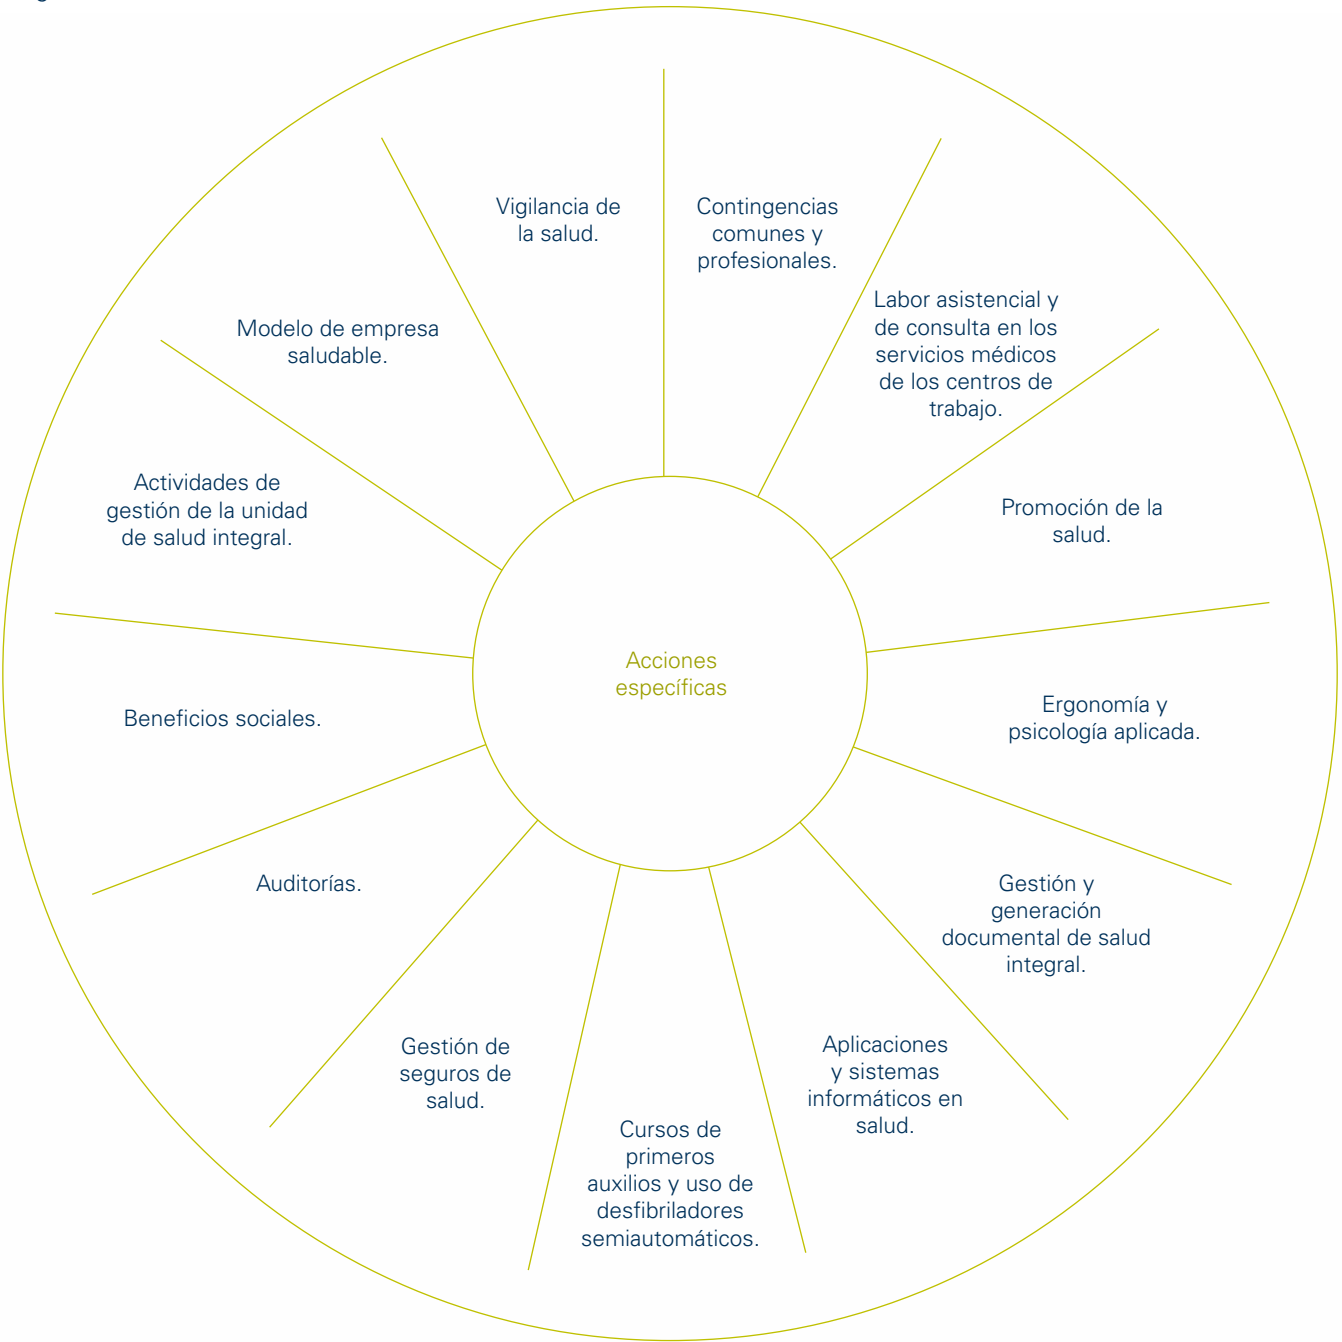 Vigilancia de
la salud.
Contingencias
comunes y
profesionales.
Labor asistencial y
de consulta en los
servicios médicos
de los centros de
trabajo.
Promoción de la
salud.
Ergonomía y
psicología aplicada.
Gestión y
generación
documental de salud
integral.
Aplicaciones
y sistemas
informáticos en
salud.
Cursos de
primeros
auxilios y uso de
desfibriladores
semiautomáticos.
Gestión de
seguros de
salud.
Auditorías.
Beneficios sociales.
Actividades de
gestión de la unidad
de salud integral.
Modelo de empresa
saludable.
Acciones
específicas